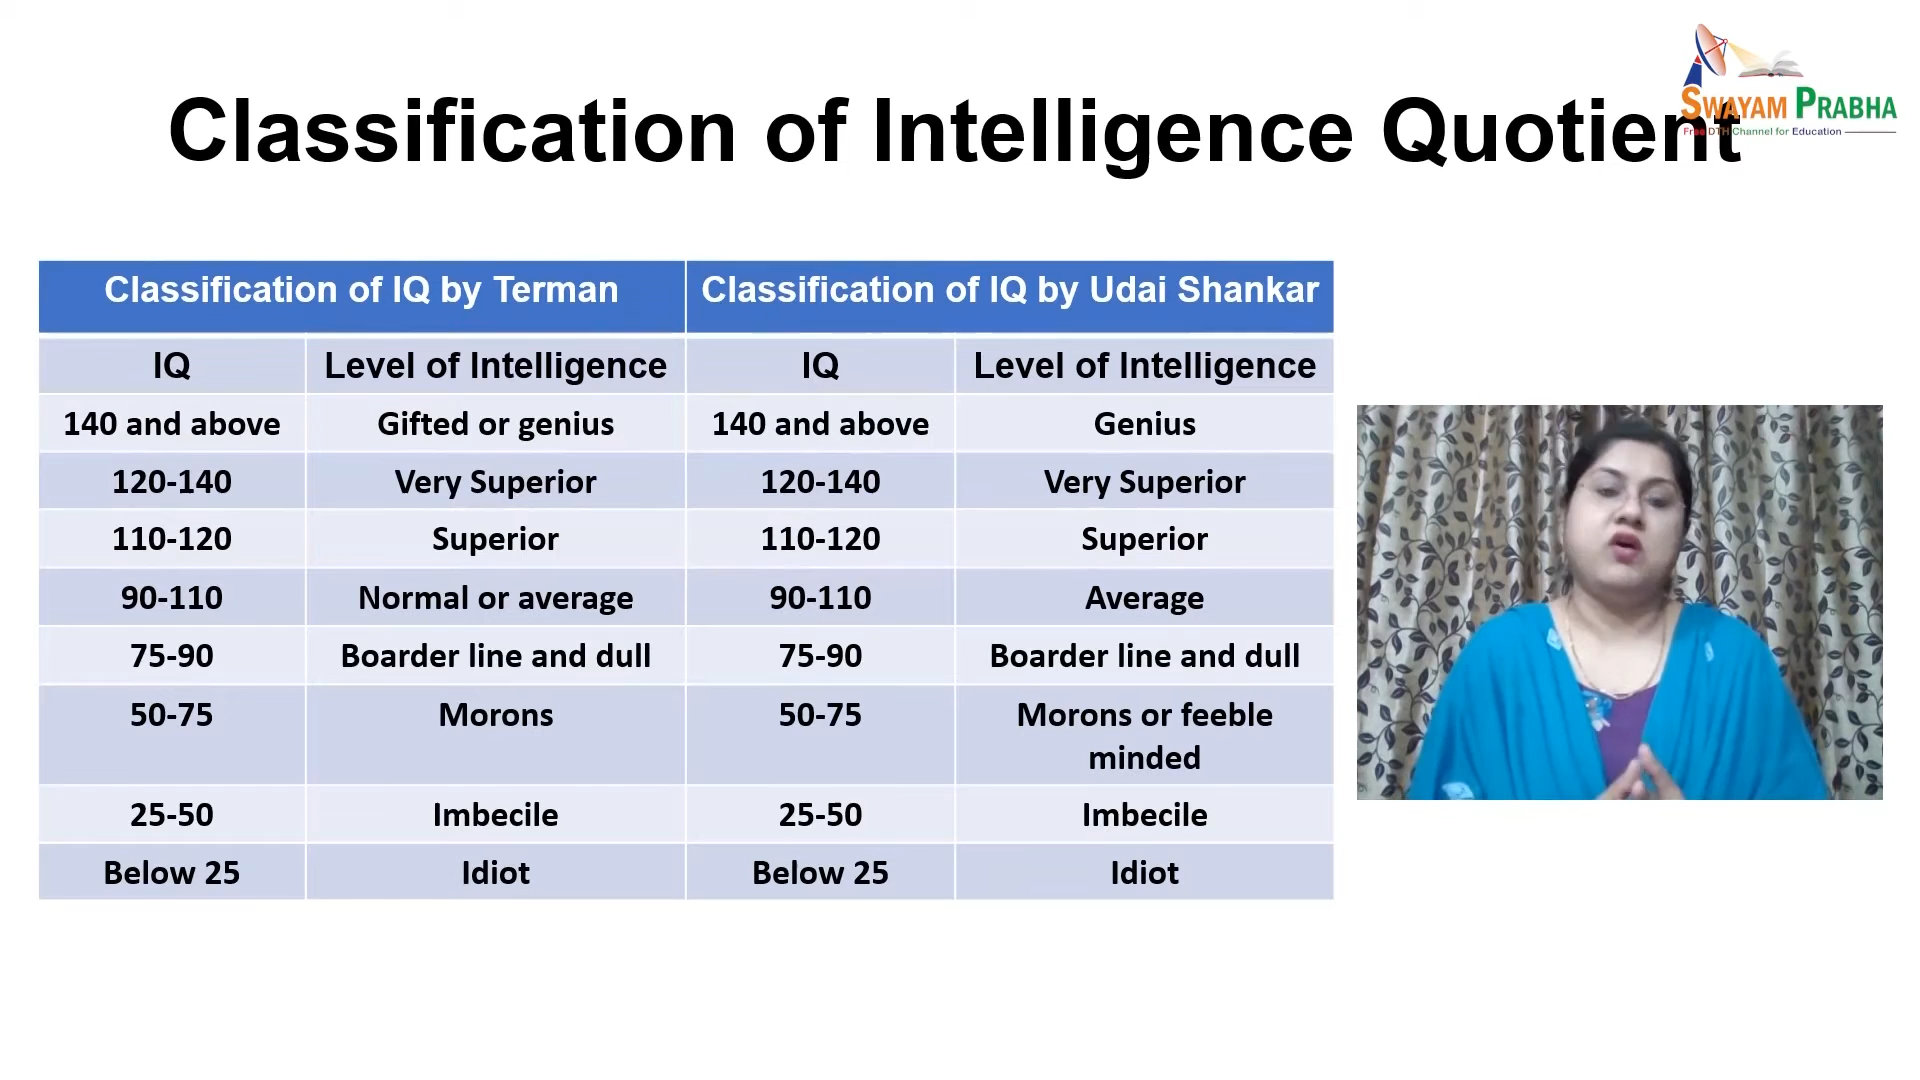 SWAYAM PRABHA
Free DTH Channel for Education
Classification of Intelligence Quotient
Classification of IQ by Terman Classification of IQ by Udai Shankar
IQ Level of Intelligence IQ Level of Intelligence
140 and above Gifted or genius 140 and above Genius
120-140 Very Superior 120-140 Very Superior
110-120 Superior 110-120 Superior
90-110 Normal or average 90-110 Average
75-90 Boarder line and dull 75-90 Boarder line and dull
50-75 Morons 50-75 Morons or feeble
minded
25-50 Imbecile 25-50 Imbecile
Below 25 Idiot Below 25 Idiot